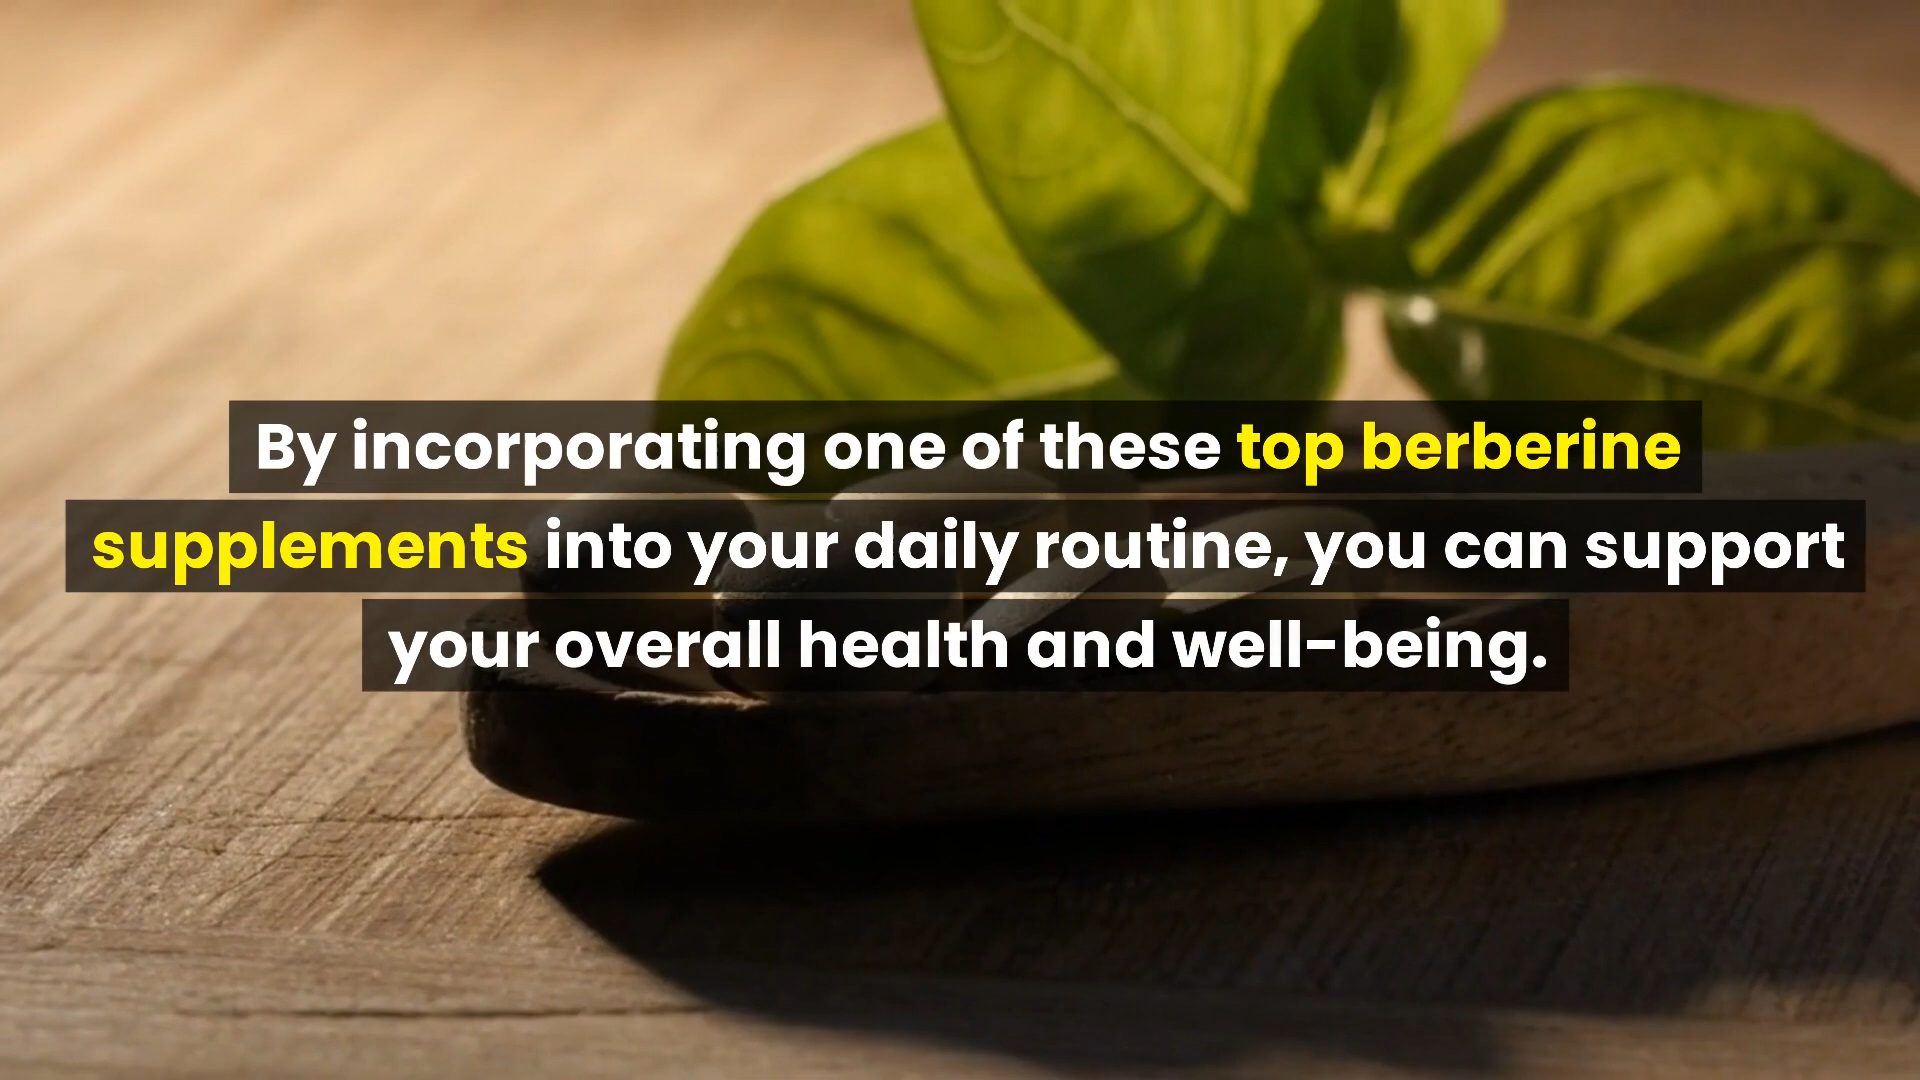 By incorporating one of these top berberine
supplements into your daily routine, you can support
your overall health and well-being.